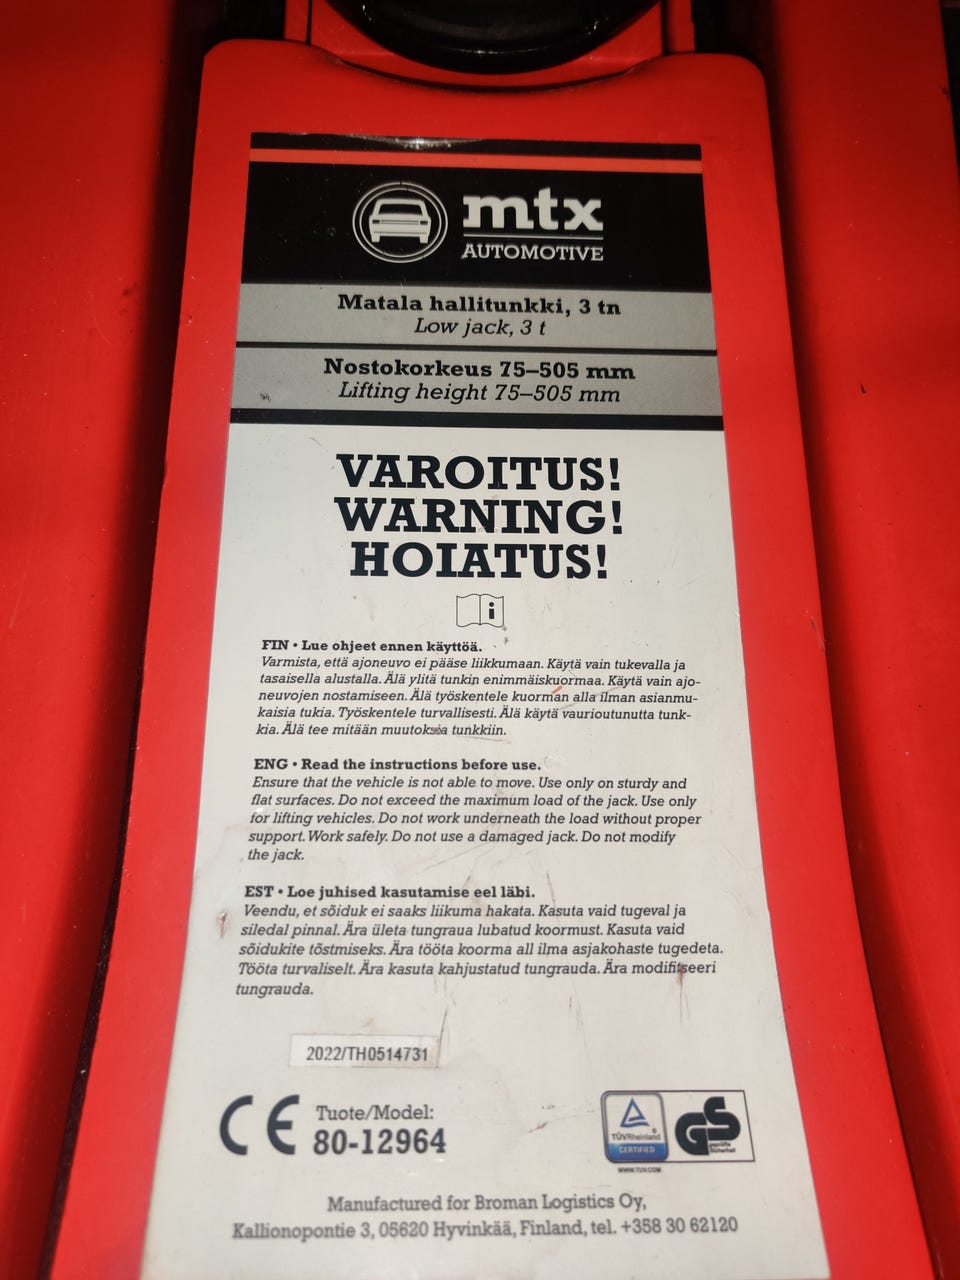 mtx
AUTOMOTIVE
Matala hallitunkki, 3 tn
Low jack, 3 t
Nostokorkeus 75–505 mm
Lifting height 75–505 mm
VAROITUS!
WARNING!
HOIATUS!
i
FIN • Lue ohjeet ennen käyttöä.
Varmista, että ajoneuvo ei pääse liikkumaan. Käytä vain tukevalla ja
tasaisella alustalla. Älä ylitä tunkin enimmäiskuormaa. Käytä vain ajo-
neuvojen nostamiseen. Älä työskentele kuorman alla ilman asianmu-
kaisia tukia. Työskentele turvallisesti. Älä käytä vaurioutunutta tunk-
kia. Älä tee mitään muutoksia tunkkiin.
ENG • Read the instructions before use.
Ensure that the vehicle is not able to move. Use only on sturdy and
flat surfaces. Do not exceed the maximum load of the jack. Use only
for lifting vehicles. Do not work underneath the load without proper
support. Work safely. Do not use a damaged jack. Do not modify
the jack.
EST • Loe juhised kasutamise eel läbi.
Veendu, et sõiduk ei saaks liikuma hakata. Kasuta vaid tugeval ja
siledal pinnal. Ära ületa tungraua lubatud koormust. Kasuta vaid
sõidukite tõstmiseks. Ära tööta koorma all ilma asjakohaste tugedeta.
Tööta turvaliselt. Ära kasuta kahjustatud tungrauda. Ära modifitseeri
tungrauda.
2022/TH0514731
CE Tuote/Model:
80-12964
TÜVRheinland
CERTIFIED
www.tuv.com
GS
geprüfte
Sicherheit
Manufactured for Broman Logistics Oy,
Kallionopontie 3, 05620 Hyvinkää, Finland, tel. +358 30 62120